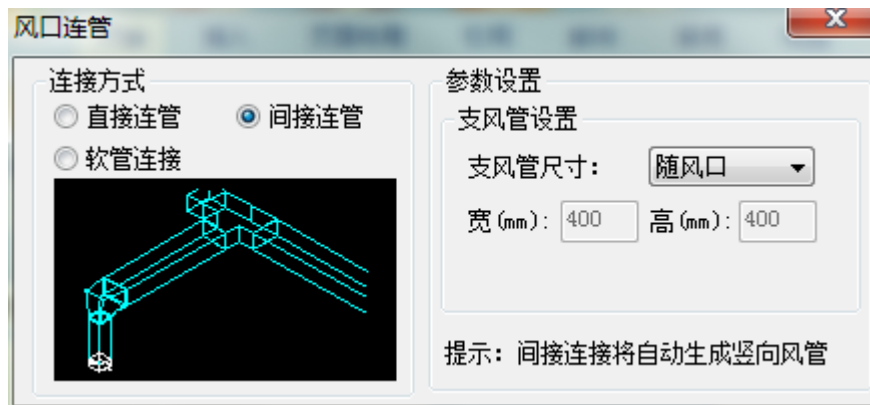 风口连管
连接方式
直接连管 间接连管
软管连接
参数设置
支风管设置
支风管尺寸: 随风口
宽(mm): 400 高(mm): 400
提示: 间接连接将自动生成竖向风管